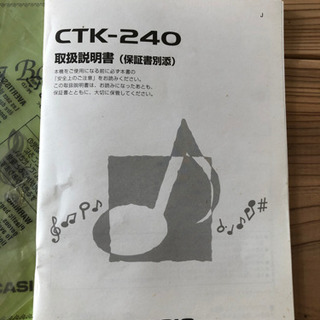 J
CTK-240
取扱説明書（保証書別添）
本機をご使用になる前に必ず本書の
「安全上のご注意」をお読みください。
この取扱説明書は、お読みになったあとも、
保証書とともに、大切に保管してください。